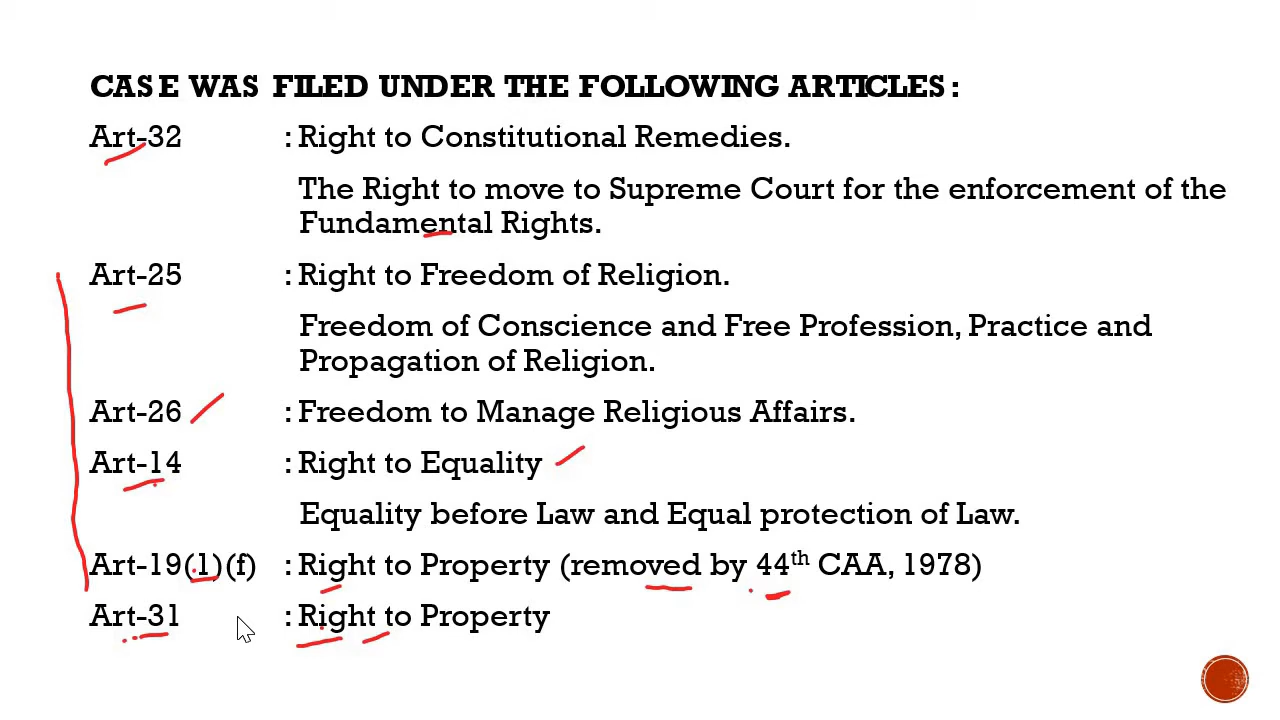 CASE WAS FILED UNDER THE FOLLOWING ARTICLES:
Art-32 : Right to Constitutional Remedies.
The Right to move to Supreme Court for the enforcement of the
Fundamental Rights.
Art-25 : Right to Freedom of Religion.
Freedom of Conscience and Free Profession, Practice and
Propagation of Religion.
Art-26 : Freedom to Manage Religious Affairs.
Art-14 : Right to Equality
Equality before Law and Equal protection of Law.
Art-19(1)(f) : Right to Property (removed by 44th CAA, 1978)
Art-31 : Right to Property